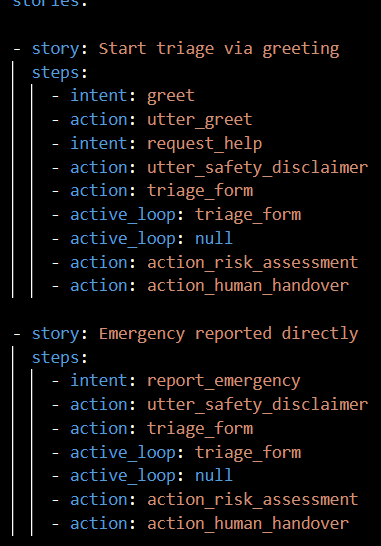 stories:
- story: Start triage via greeting
steps:
- intent: greet
- action: utter_greet
- intent: request_help
- action: utter_safety_disclaimer
- action: triage_form
- active_loop: triage_form
- active_loop: null
- action: action_risk_assessment
- action: action_human_handover
- story: Emergency reported directly
steps:
- intent: report_emergency
- action: utter_safety_disclaimer
- action: triage_form
- active_loop: triage_form
- active_loop: null
- action: action_risk_assessment
- action: action_human_handover